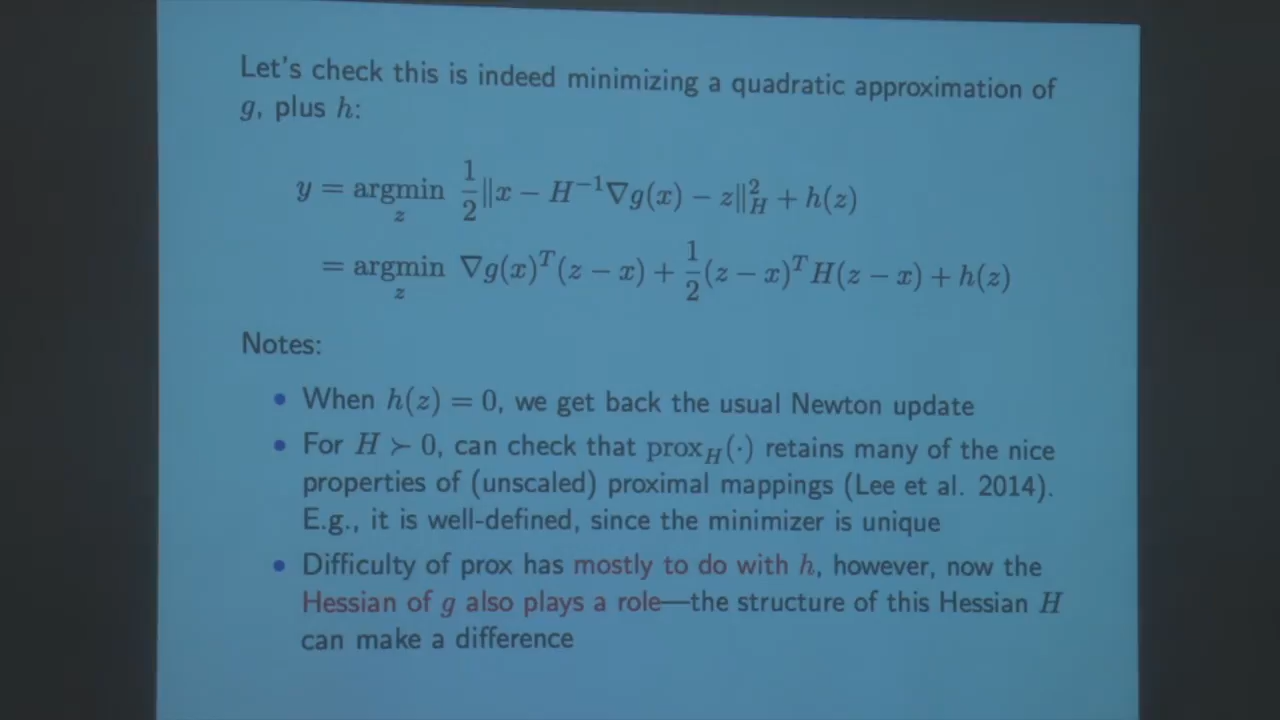 Let's check this is indeed minimizing a quadratic approximation of
g, plus h:
y = argmin_z 1/2 ‖x − H⁻¹∇g(x) − z‖²_H + h(z)
= argmin_z ∇g(x)ᵀ(z − x) + 1/2 (z − x)ᵀH(z − x) + h(z)
Notes:
• When h(z) = 0, we get back the usual Newton update
• For H ≻ 0, can check that prox_H(·) retains many of the nice
properties of (unscaled) proximal mappings (Lee et al. 2014).
E.g., it is well-defined, since the minimizer is unique
• Difficulty of prox has mostly to do with h, however, now the
Hessian of g also plays a role—the structure of this Hessian H
can make a difference